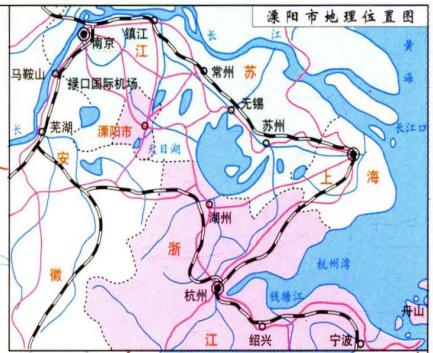 溧阳市地理位置图
南京
镇江
长
江
江
苏
黄
海
马鞍山
禄口国际机场
常州
无锡
长江口
长
芜湖
溧阳市
天目湖
苏州
安
上
海
湖州
浙
徽
杭州湾
杭州
钱塘江
舟山
江
绍兴
宁波